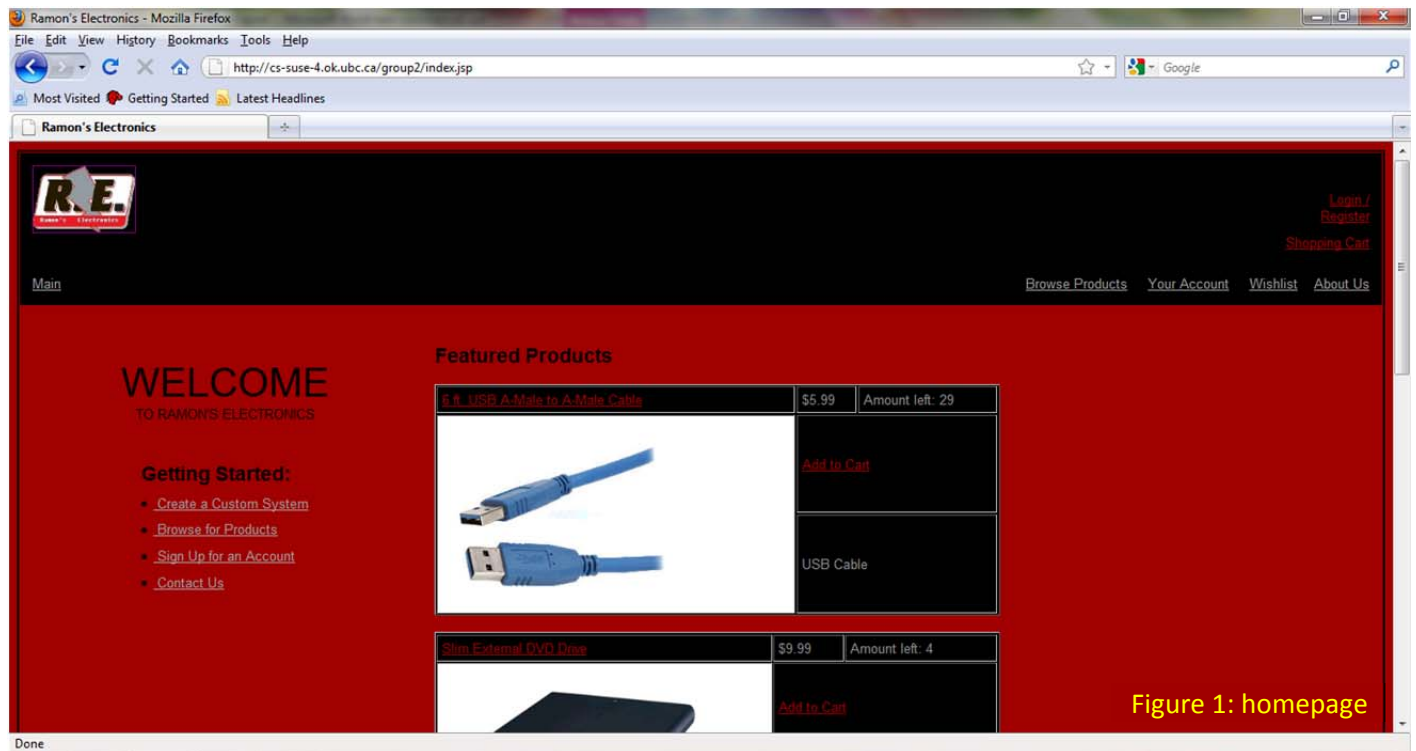 Ramon's Electronics - Mozilla Firefox
File Edit View History Bookmarks Tools Help
http://cs-suse-4.ok.ubc.ca/group2/index.jsp
Google
Most Visited Getting Started Latest Headlines
Ramon's Electronics
R.E.
Ramon's Electronics
Login /
Register
Shopping Cart
Main
Browse Products Your Account Wishlist About Us
WELCOME
TO RAMON'S ELECTRONICS
Getting Started:
Create a Custom System
Browse for Products
Sign Up for an Account
Contact Us
Featured Products
6 ft. USB A-Male to A-Male Cable $5.99 Amount left: 29
Add to Cart
USB Cable
Slim External DVD Drive $9.99 Amount left: 4
Add to Cart
Figure 1: homepage
Done